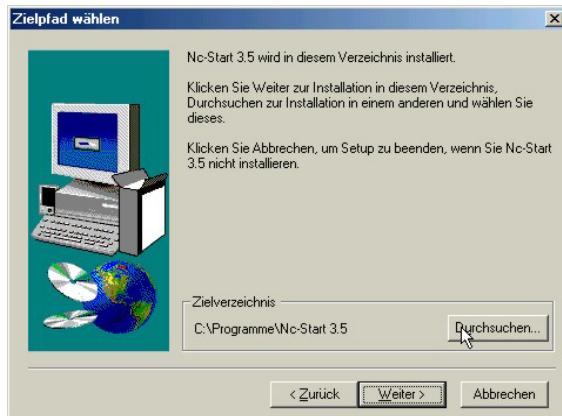 Zielpfad wählen
Nc-Start 3.5 wird in diesem Verzeichnis installiert.
Klicken Sie Weiter zur Installation in diesem Verzeichnis,
Durchsuchen zur Installation in einem anderen und wählen Sie
dieses.
Klicken Sie Abbrechen, um Setup zu beenden, wenn Sie Nc-Start
3.5 nicht installieren.
Zielverzeichnis
C:\Programme\Nc-Start 3.5
Durchsuchen...
< Zurück
Weiter >
Abbrechen